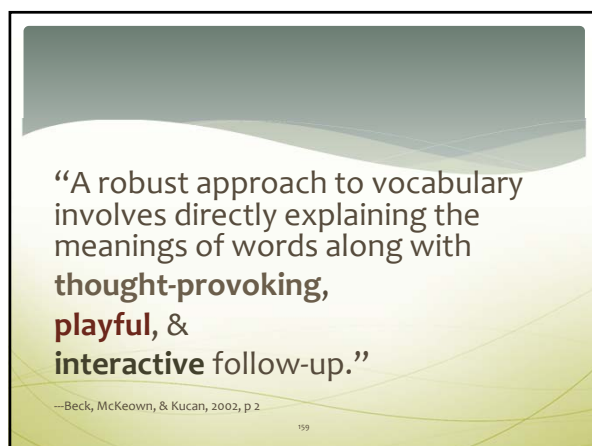 “A robust approach to vocabulary
involves directly explaining the
meanings of words along with
thought-provoking,
playful, &
interactive follow-up.”
—Beck, McKeown, & Kucan, 2002, p 2
159